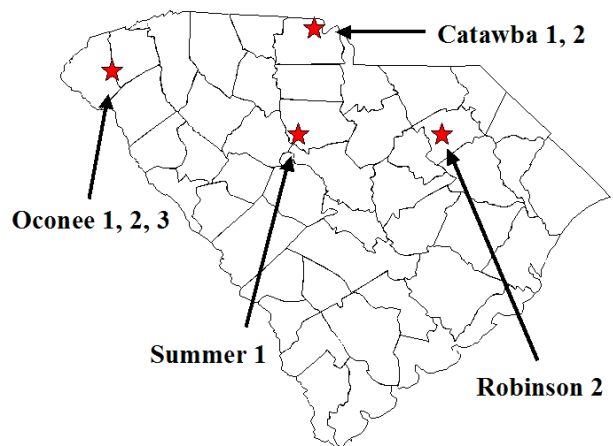 Catawba 1, 2
Oconee 1, 2, 3
Summer 1
Robinson 2